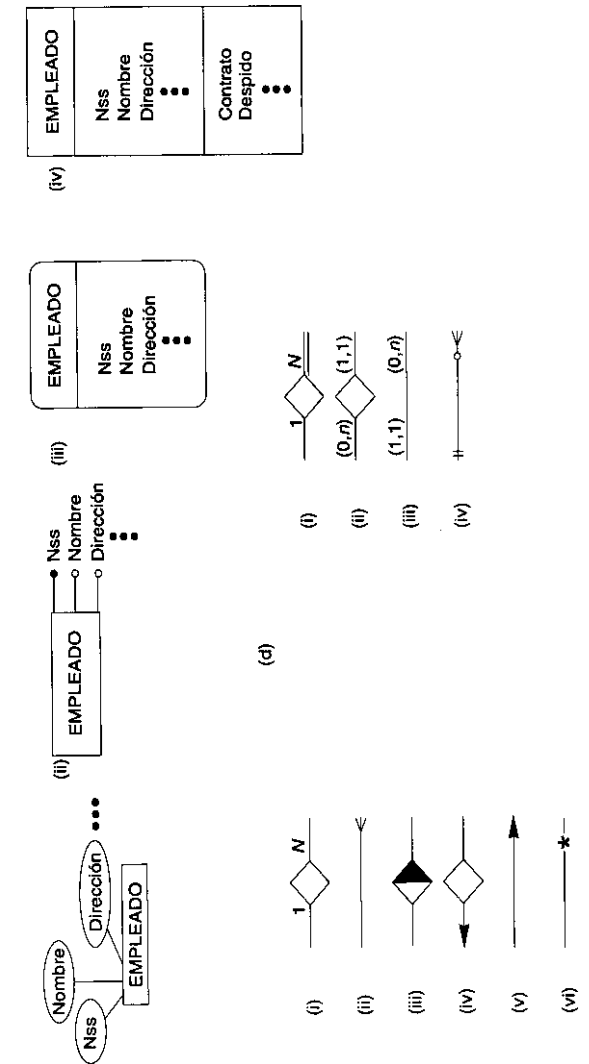 Nombre
Nss
Dirección
EMPLEADO
(ii)
EMPLEADO
Nss
Nombre
Dirección
(iii)
EMPLEADO
Nss
Nombre
Dirección
(iv)
EMPLEADO
Nss
Nombre
Dirección
Contrato
Despido
(i) 1 N
(ii)
(iii)
(iv)
(v)
(vi) *
(d)
(i) 1 N
(ii) (0,n) (1,1)
(iii) (1,1) (0,n)
(iv)